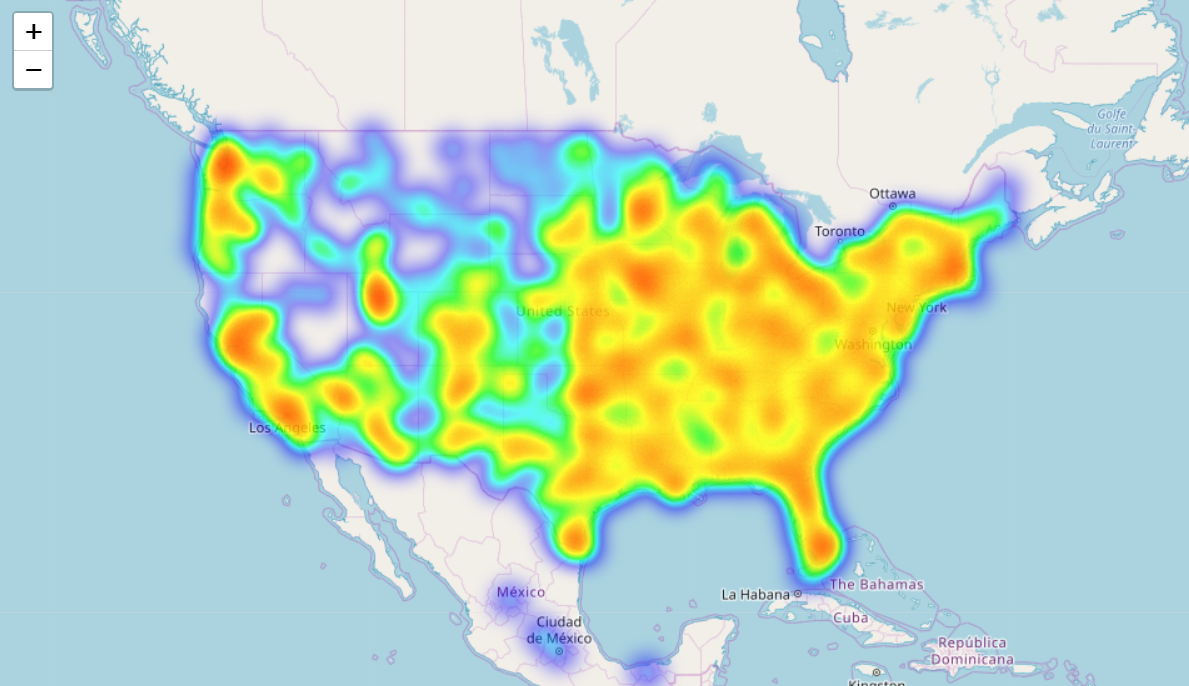 +
−
Golfe
du Saint
Laurent
Ottawa
Toronto
New York
United States
Washington
Los Angeles
México
La Habana
The Bahamas
Ciudad
de México
Cuba
República
Dominicana
Kingston